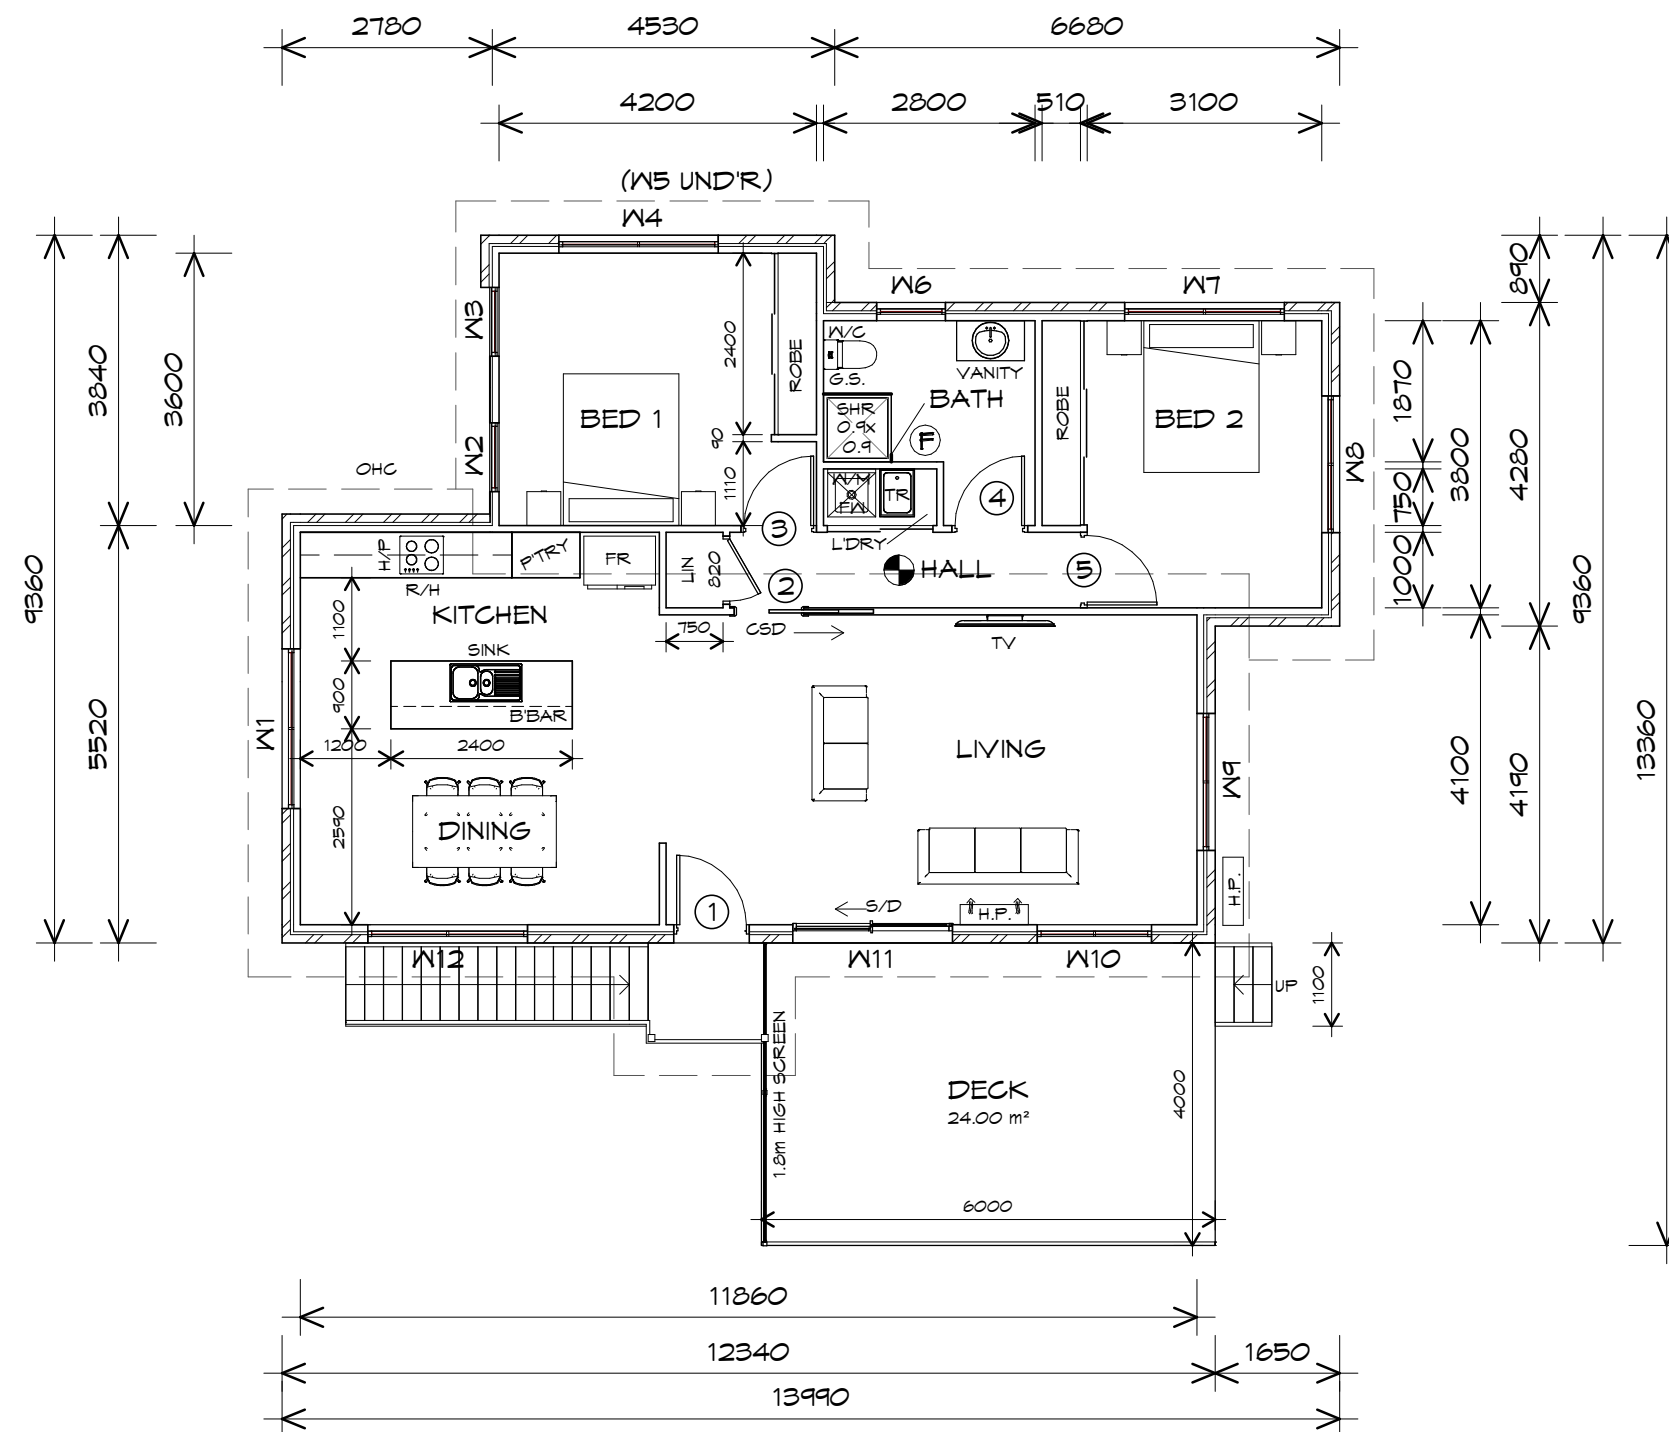 2780
4530
6680
4200
2800
510
3100
(W5 UND'R)
W4
W6
W7
W3
W2
W8
W1
W9
9360
3840
5520
3600
890
1870
750
1000
3800
4280
4100
4190
9360
13360
W/C
G.S.
VANITY
BATH
SHR
0.9x
0.9
F
2400
ROBE
ROBE
BED 1
BED 2
90
1110
OHC
W/M
FW
TR
4
3
L'DRY
H/P
R/H
P'TRY
FR
LIN
820
2
HALL
5
KITCHEN
1100
750
CSD
TV
SINK
900
B'BAR
1200
2400
LIVING
DINING
2590
1
S/D
H.P.
H.P.
W12
W11
W10
UP
1100
1.8m HIGH SCREEN
DECK
24.00 m²
4000
6000
11860
12340
1650
13990